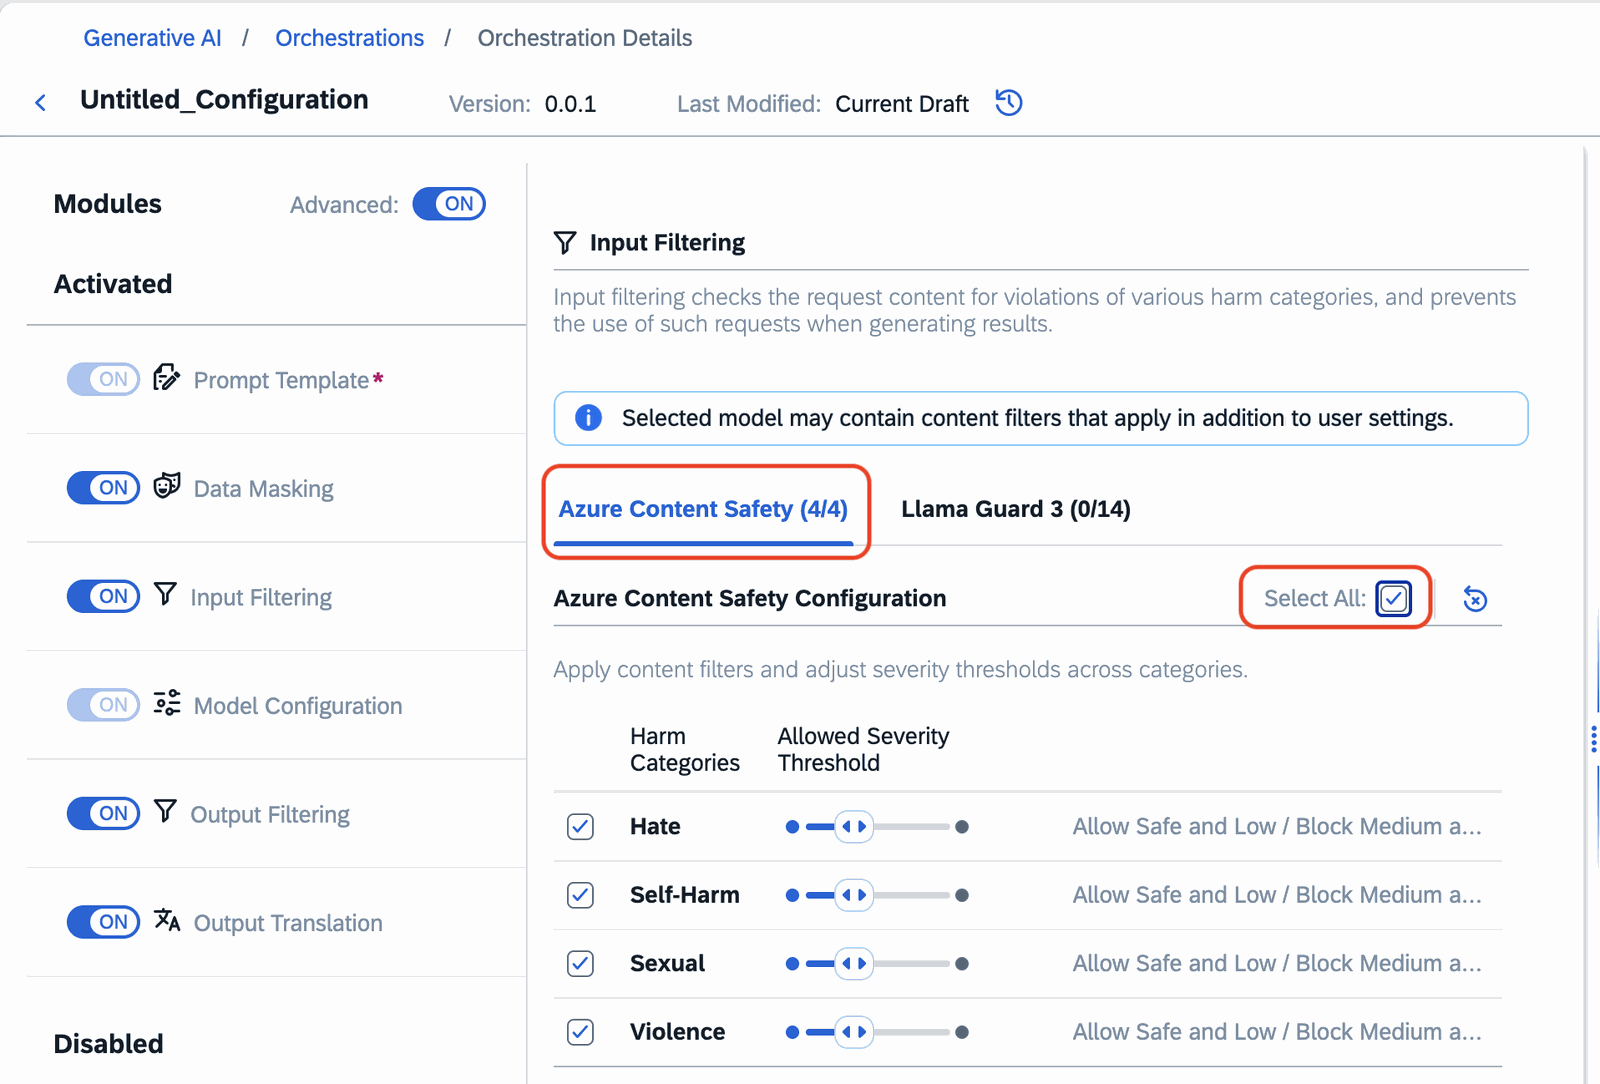 Generative AI / Orchestrations / Orchestration Details
Untitled_Configuration Version: 0.0.1 Last Modified: Current Draft
Modules Advanced: ON
Activated
ON Prompt Template*
ON Data Masking
ON Input Filtering
ON Model Configuration
ON Output Filtering
ON Output Translation
Disabled
Input Filtering
Input filtering checks the request content for violations of various harm categories, and prevents
the use of such requests when generating results.
Selected model may contain content filters that apply in addition to user settings.
Azure Content Safety (4/4) Llama Guard 3 (0/14)
Azure Content Safety Configuration Select All:
Apply content filters and adjust severity thresholds across categories.
Harm Allowed Severity
Categories Threshold
Hate Allow Safe and Low / Block Medium a...
Self-Harm Allow Safe and Low / Block Medium a...
Sexual Allow Safe and Low / Block Medium a...
Violence Allow Safe and Low / Block Medium a...